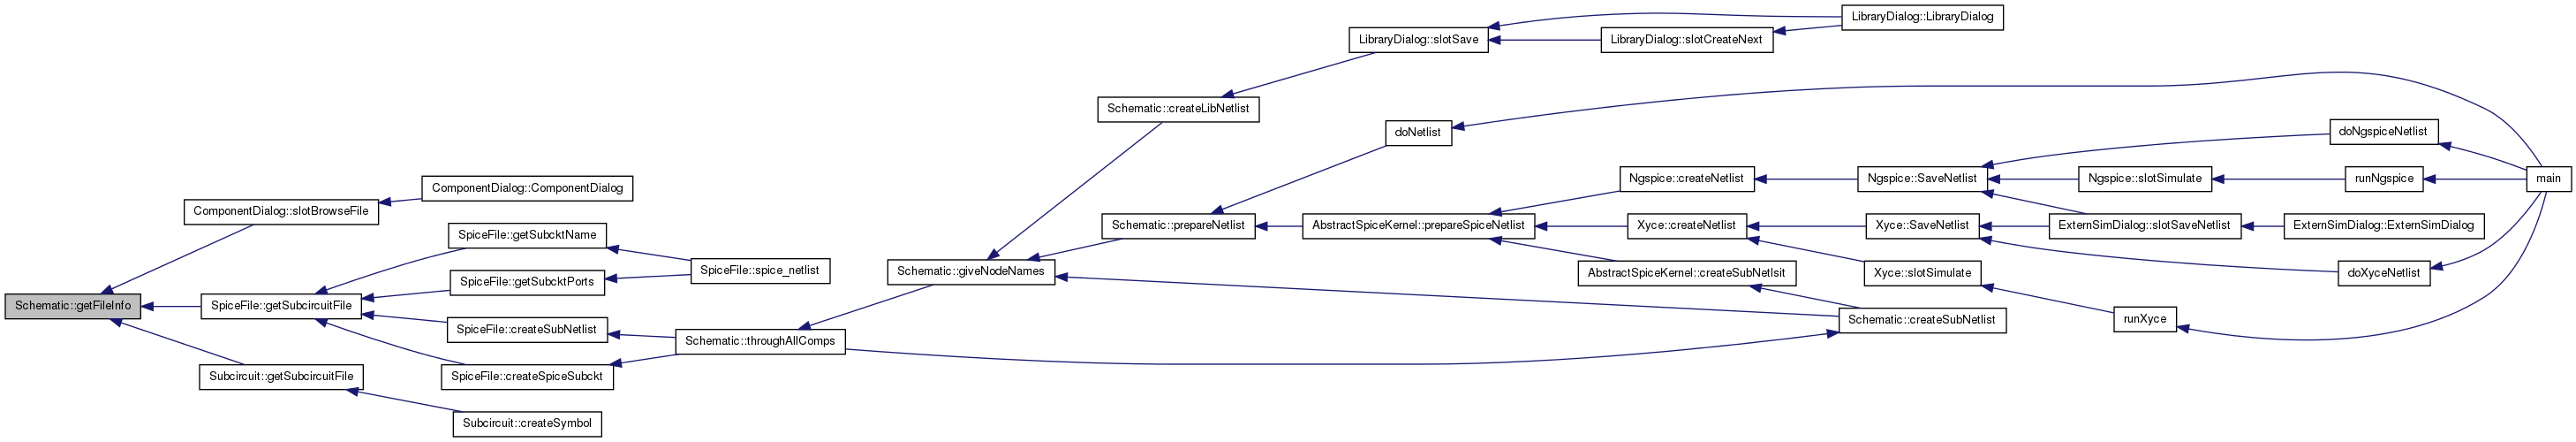 LibraryDialog::LibraryDialog
LibraryDialog::slotSave
LibraryDialog::slotCreateNext
Schematic::createLibNetlist
doNetlist
doNgspiceNetlist
Ngspice::createNetlist
Ngspice::SaveNetlist
Ngspice::slotSimulate
runNgspice
main
ComponentDialog::ComponentDialog
ComponentDialog::slotBrowseFile
Schematic::prepareNetlist
AbstractSpiceKernel::prepareSpiceNetlist
Xyce::createNetlist
Xyce::SaveNetlist
ExternSimDialog::slotSaveNetlist
ExternSimDialog::ExternSimDialog
SpiceFile::getSubcktName
SpiceFile::spice_netlist
Schematic::giveNodeNames
AbstractSpiceKernel::createSubNetlsit
Xyce::slotSimulate
doXyceNetlist
SpiceFile::getSubcktPorts
Schematic::getFileInfo
SpiceFile::getSubcircuitFile
Schematic::createSubNetlist
runXyce
SpiceFile::createSubNetlist
Schematic::throughAllComps
Subcircuit::getSubcircuitFile
SpiceFile::createSpiceSubckt
Subcircuit::createSymbol